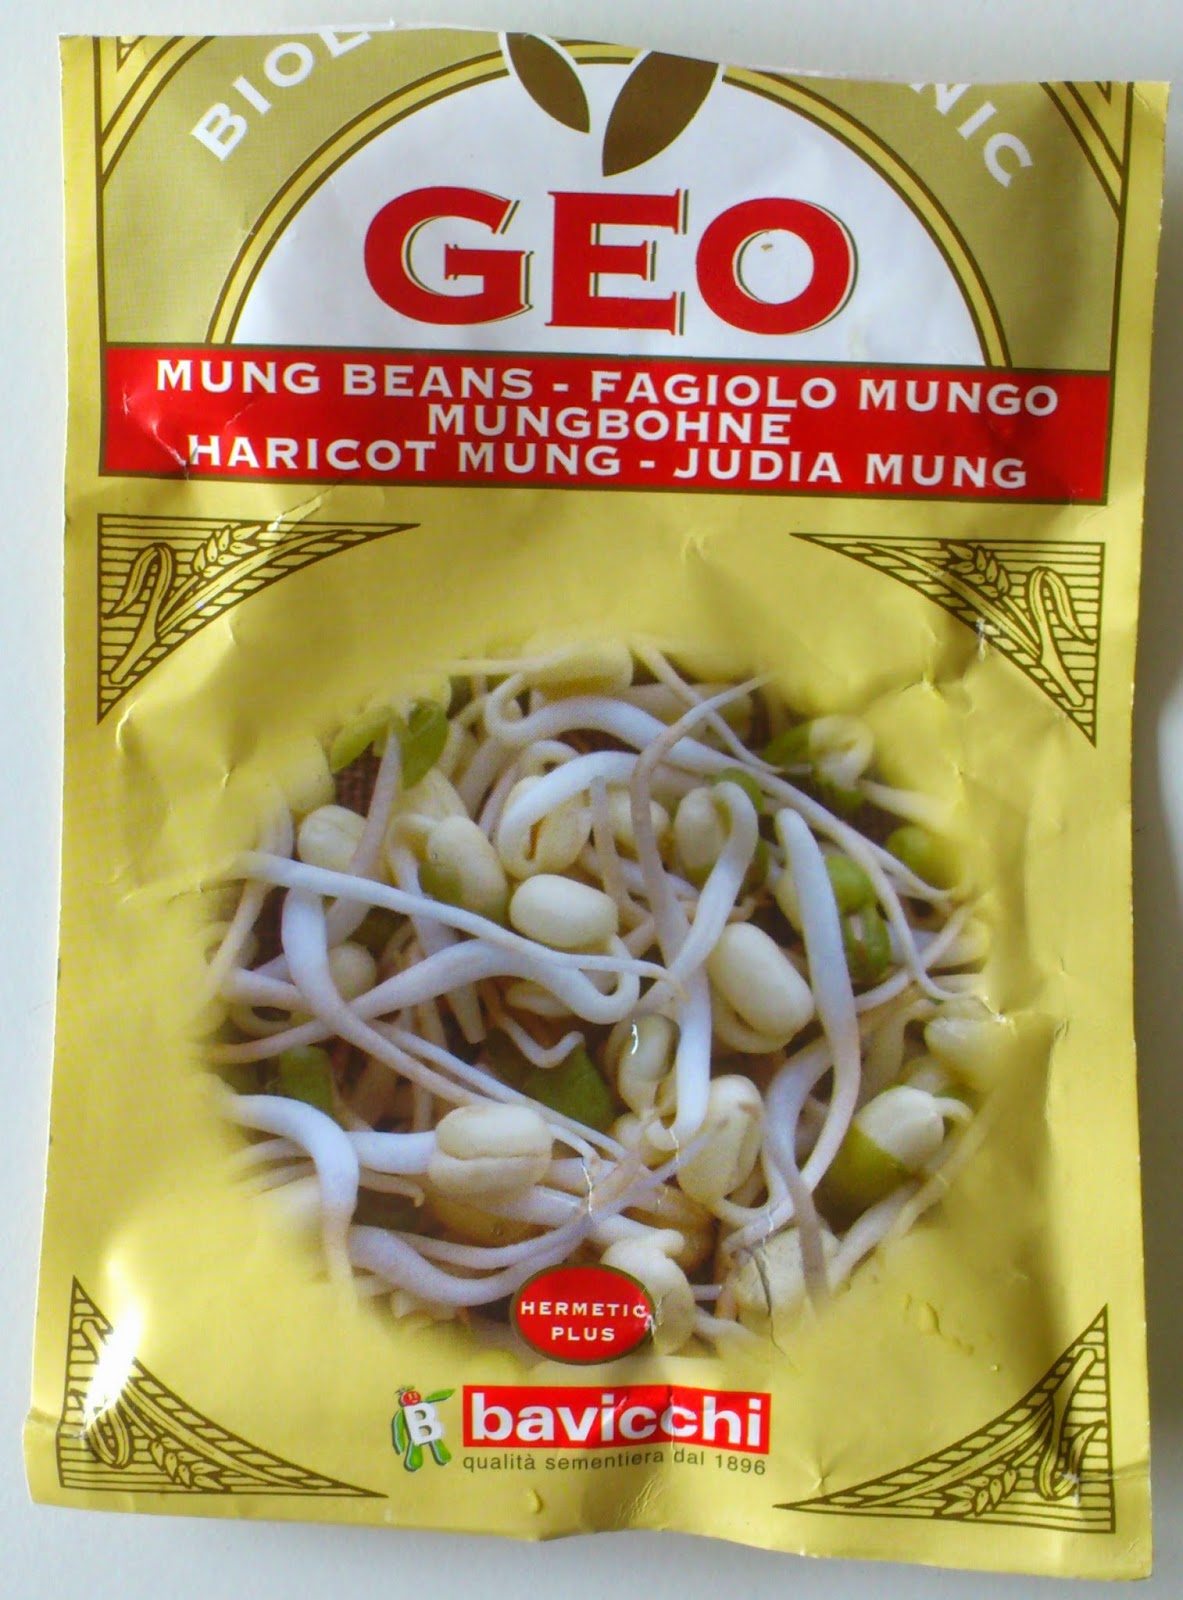 GEO
MUNG BEANS - FAGIOLO MUNGO
MUNGBOHNE
HARICOT MUNG - JUDIA MUNG
HERMETIC
PLUS
B bavicchi
qualità sementiera dal 1896